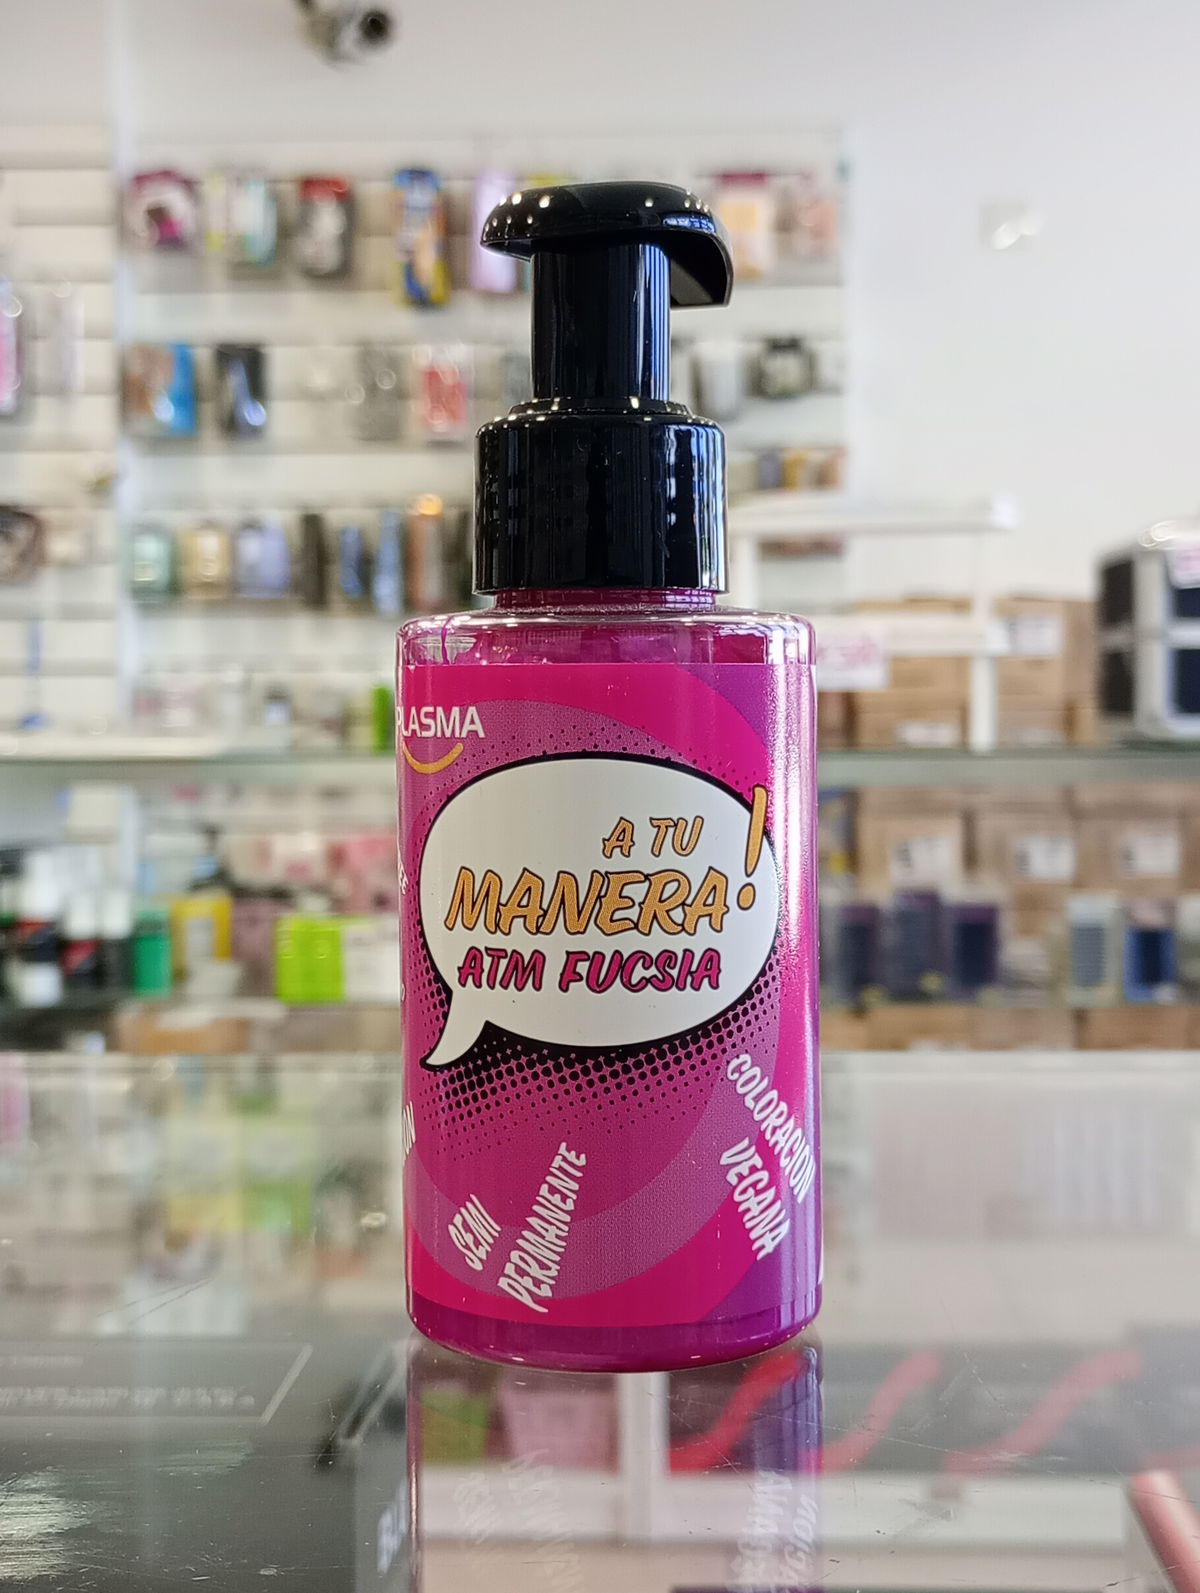 PLASMA
A TU
MANERA!
ATM FUCSIA
COLORACION
VEGANA
SEMI
PERMANENTE